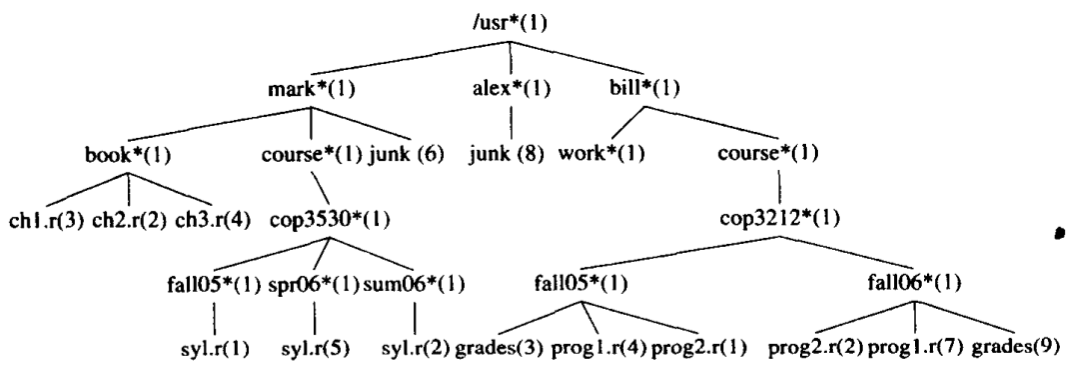 /usr*(1)
mark*(1) alex*(1) bill*(1)
book*(1) course*(1) junk (6) junk (8) work*(1) course*(1)
ch1.r(3) ch2.r(2) ch3.r(4) cop3530*(1) cop3212*(1)
fall05*(1) spr06*(1) sum06*(1) fall05*(1) fall06*(1)
syl.r(1) syl.r(5) syl.r(2) grades(3) prog1.r(4) prog2.r(1) prog2.r(2) prog1.r(7) grades(9)